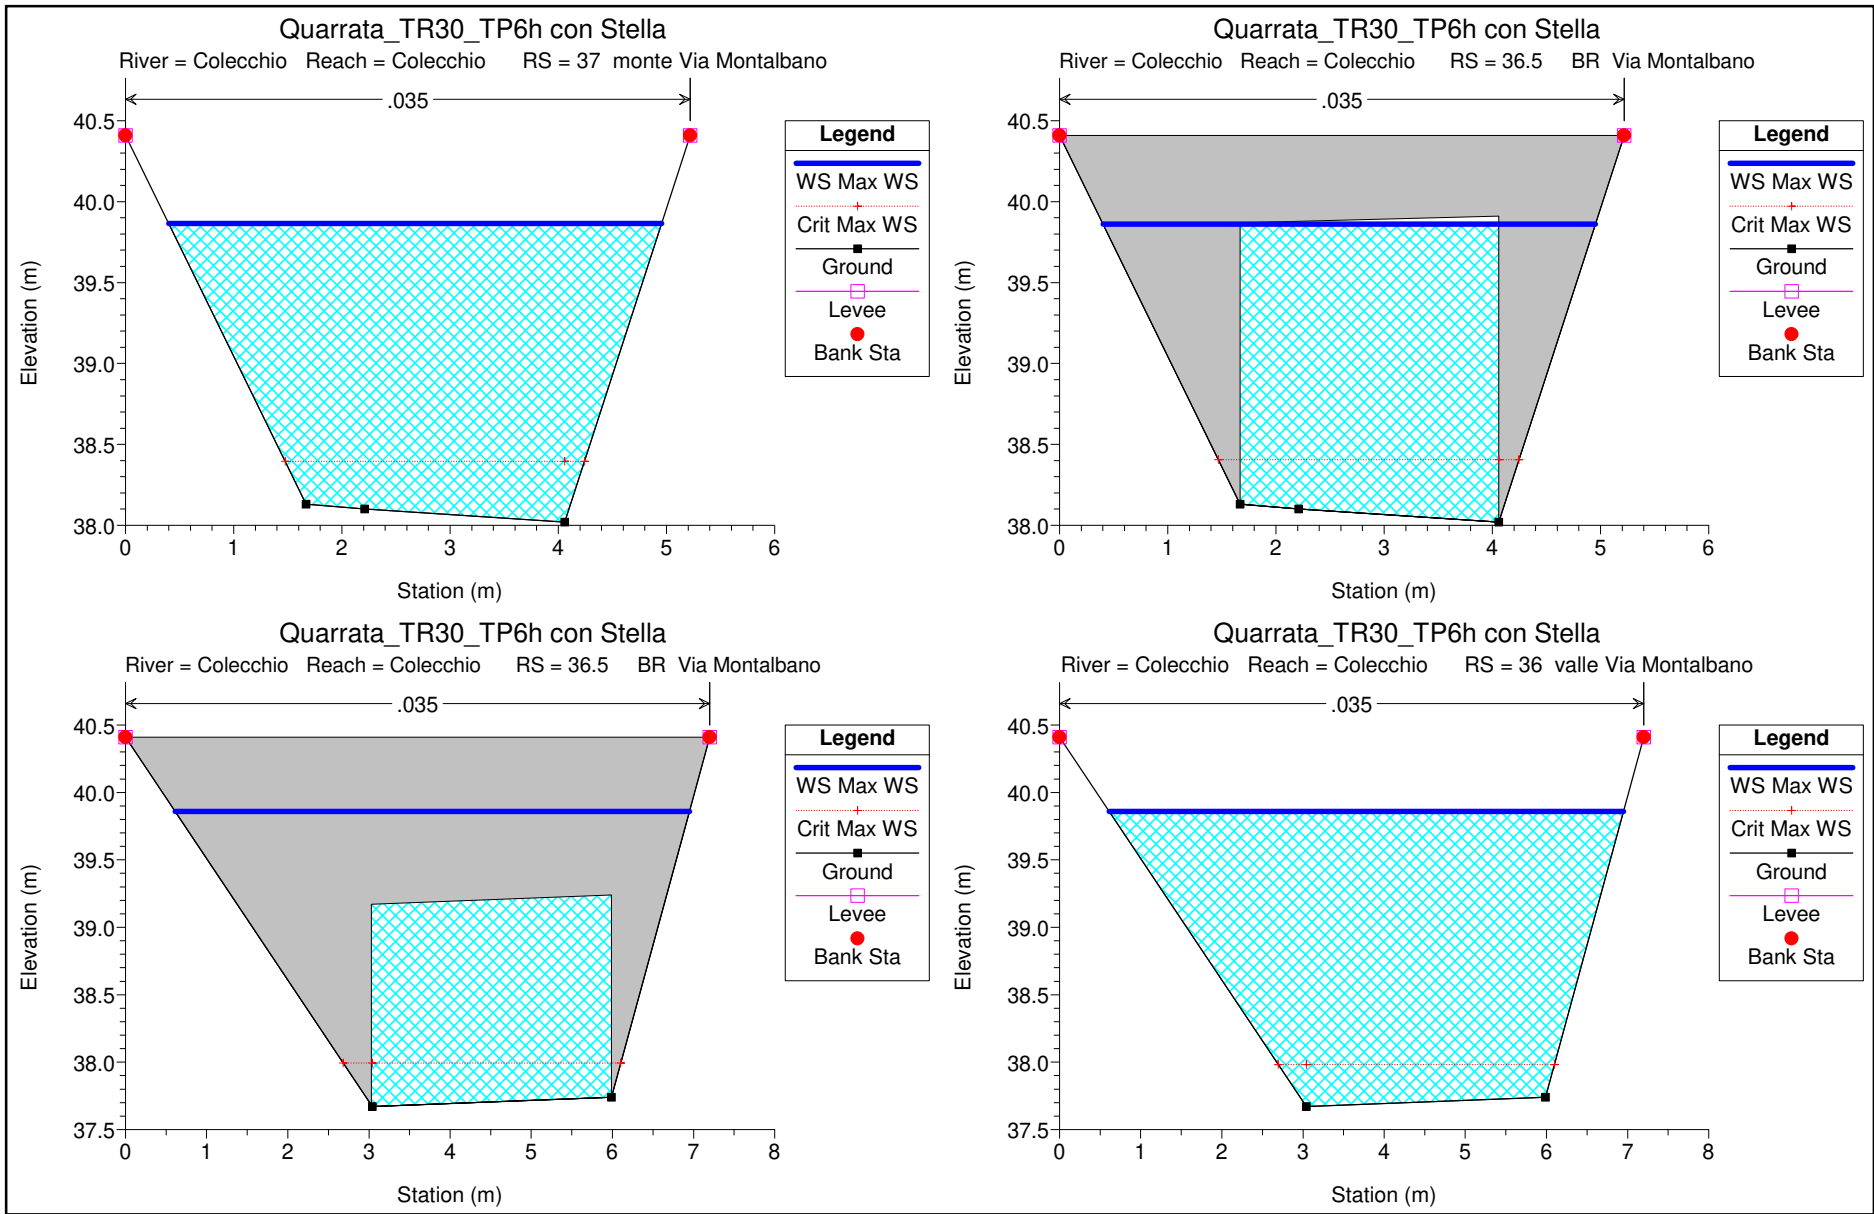 Quarrata_TR30_TP6h con Stella
River = Colecchio Reach = Colecchio RS = 37 monte Via Montalbano
.035
40.5
40.0
39.5
39.0
38.5
38.0
Elevation (m)
0 1 2 3 4 5 6
Station (m)
Legend
WS Max WS
Crit Max WS
Ground
Levee
Bank Sta
Quarrata_TR30_TP6h con Stella
River = Colecchio Reach = Colecchio RS = 36.5 BR Via Montalbano
.035
40.5
40.0
39.5
39.0
38.5
38.0
Elevation (m)
0 1 2 3 4 5 6
Station (m)
Legend
WS Max WS
Crit Max WS
Ground
Levee
Bank Sta
Quarrata_TR30_TP6h con Stella
River = Colecchio Reach = Colecchio RS = 36.5 BR Via Montalbano
.035
40.5
40.0
39.5
39.0
38.5
38.0
37.5
Elevation (m)
0 1 2 3 4 5 6 7 8
Station (m)
Legend
WS Max WS
Crit Max WS
Ground
Levee
Bank Sta
Quarrata_TR30_TP6h con Stella
River = Colecchio Reach = Colecchio RS = 36 valle Via Montalbano
.035
40.5
40.0
39.5
39.0
38.5
38.0
37.5
Elevation (m)
0 1 2 3 4 5 6 7 8
Station (m)
Legend
WS Max WS
Crit Max WS
Ground
Levee
Bank Sta